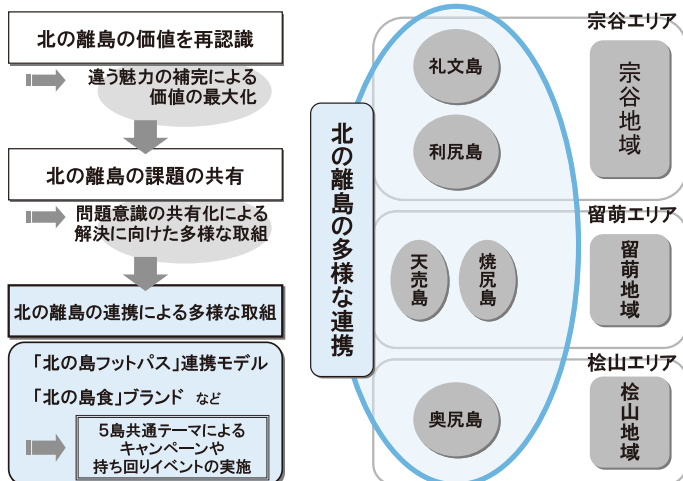 北の離島の価値を再認識
違う魅力の補完による
価値の最大化
北の離島の課題の共有
問題意識の共有化による
解決に向けた多様な取組
北の離島の連携による多様な取組
「北の島フットパス」連携モデル
「北の島食」ブランド など
5島共通テーマによる
キャンペーンや
持ち回りイベントの実施
北の離島の多様な連携
宗谷エリア
礼文島
利尻島
宗谷地域
留萌エリア
天売島
焼尻島
留萌地域
桧山エリア
奥尻島
桧山地域